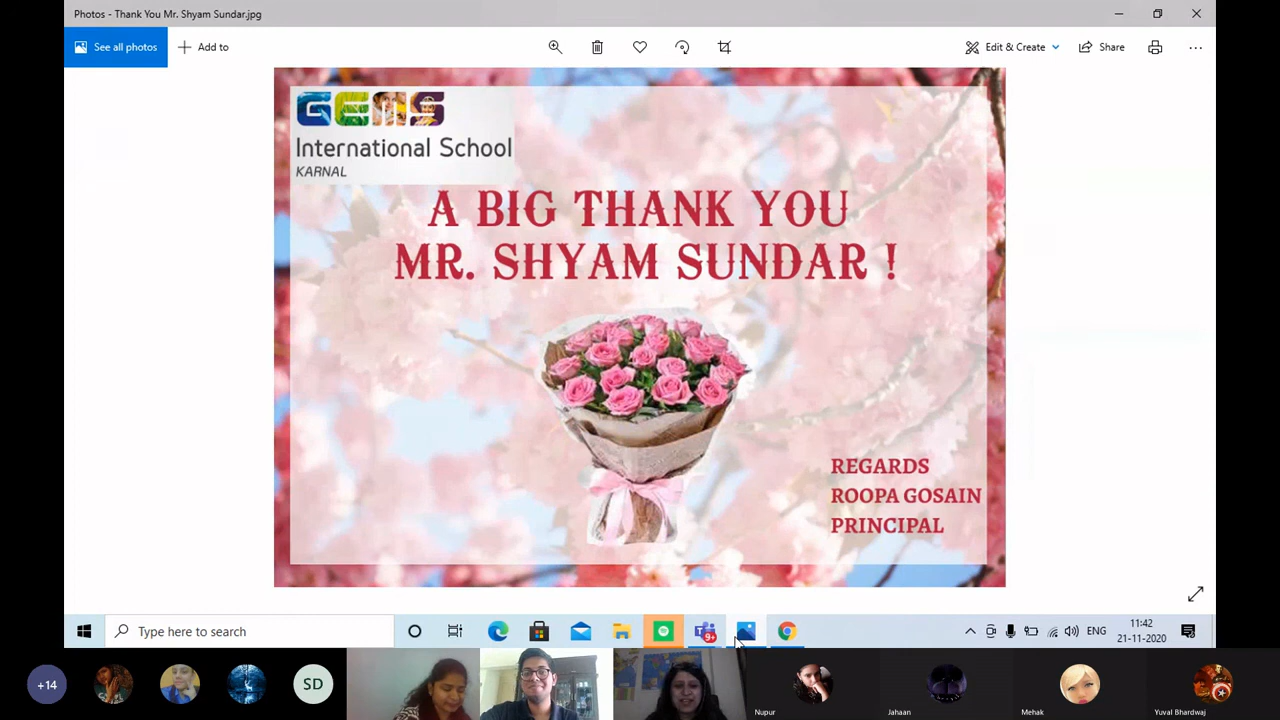 Photos - Thank You Mr. Shyam Sundar.jpg
See all photos
Add to
Edit & Create
Share
GEMS
International School
KARNAL
A BIG THANK YOU
MR. SHYAM SUNDAR !
REGARDS
ROOPA GOSAIN
PRINCIPAL
Type here to search
9+
ENG
11:42
21-11-2020
+14
SD
Nupur
Jahaan
Mehak
Yuval Bhardwaj